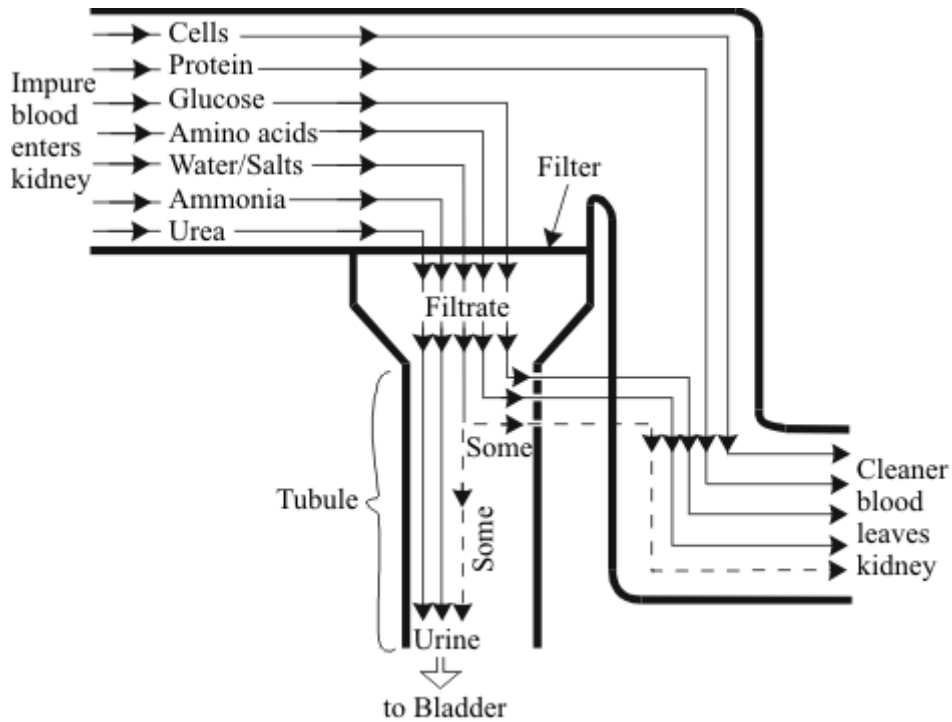 Cells
Protein
Impure
blood
enters
kidney
Glucose
Amino acids
Water/Salts
Ammonia
Urea
Filter
Filtrate
Some
Some
Tubule
Cleaner
blood
leaves
kidney
Urine
to Bladder